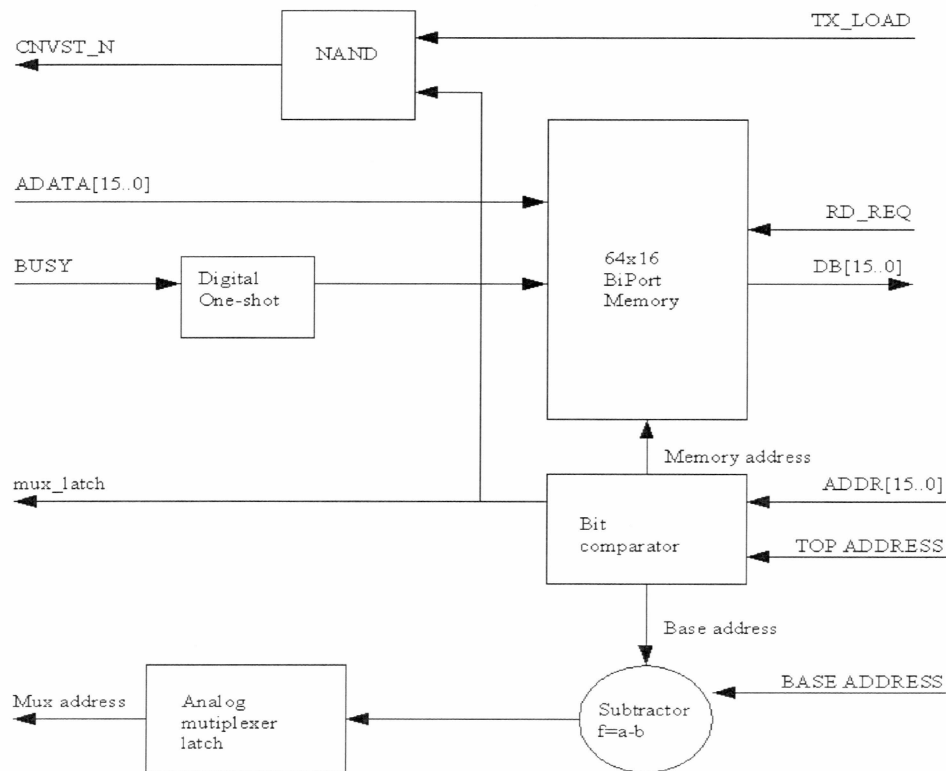 TX_LOAD
CNVST_N
NAND
ADATA[15..0]
RD_REQ
BUSY
Digital
One-shot
64x16
BiPort
Memory
DB[15..0]
Memory address
mux_latch
ADDR[15..0]
Bit
comparator
TOP ADDRESS
Base address
BASE ADDRESS
Mux address
Analog
mutiplexer
latch
Subtractor
f=a-b